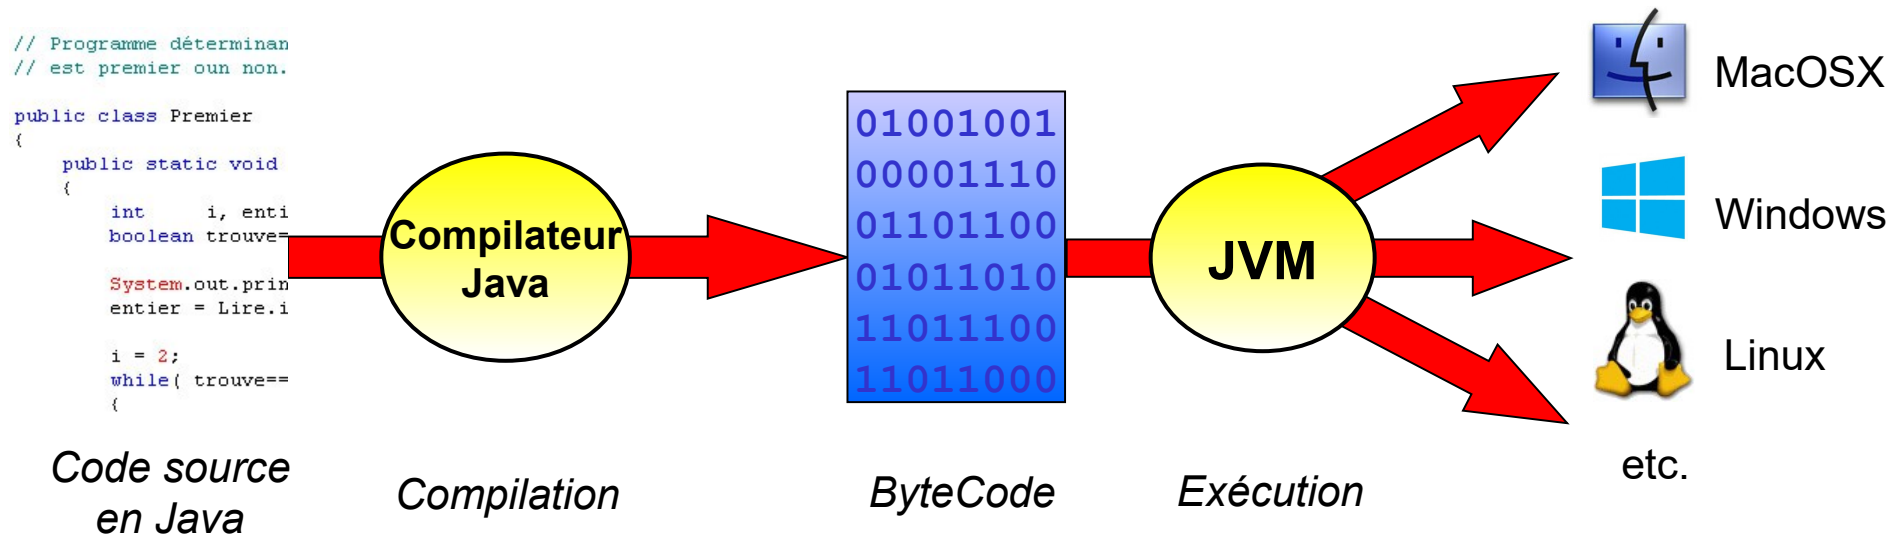 // Programme déterminan
// est premier oun non.
public class Premier
{
public static void
{
int i, enti
boolean trouve=
System.out.prin
entier = Lire.i
i = 2;
while( trouve==
{
Code source
en Java
Compilateur
Java
Compilation
01001001
00001110
01101100
01011010
11011100
11011000
ByteCode
JVM
Exécution
MacOSX
Windows
Linux
etc.